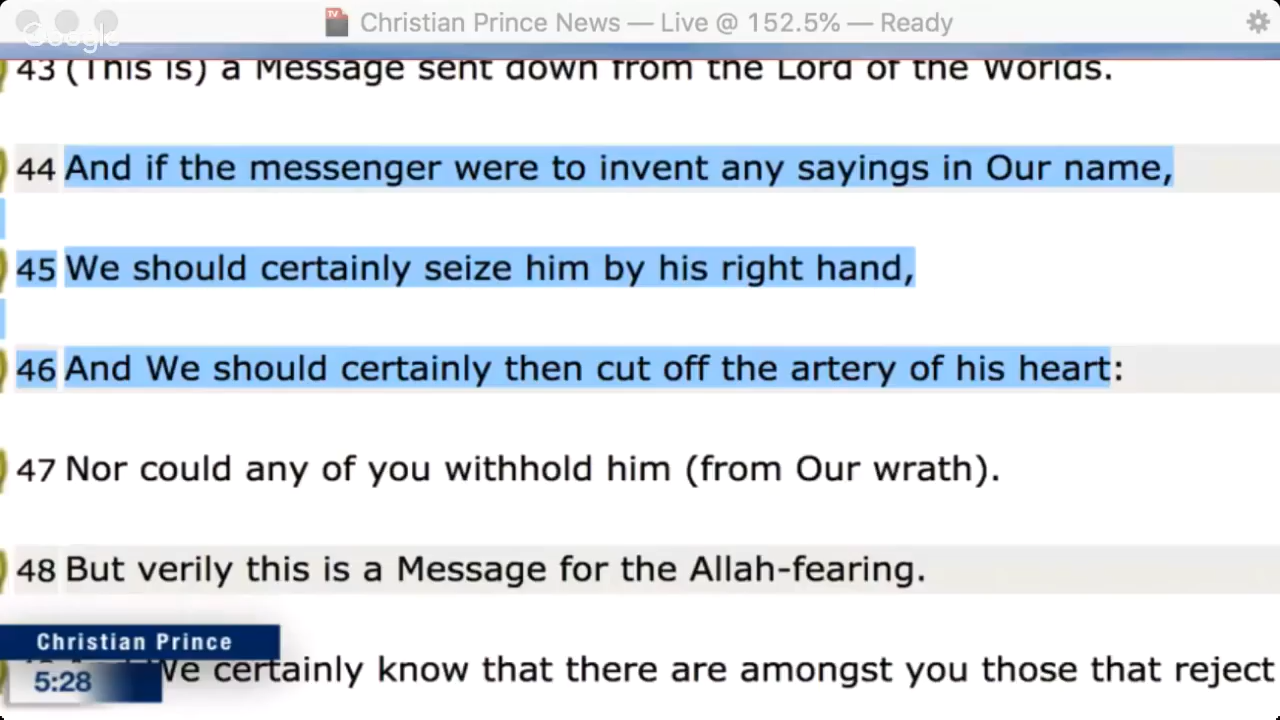 Google
Christian Prince News — Live @ 152.5% — Ready
43 (This is) a Message sent down from the Lord of the Worlds.
44 And if the messenger were to invent any sayings in Our name,
45 We should certainly seize him by his right hand,
46 And We should certainly then cut off the artery of his heart:
47 Nor could any of you withhold him (from Our wrath).
48 But verily this is a Message for the Allah-fearing.
Christian Prince
We certainly know that there are amongst you those that reject
5:28